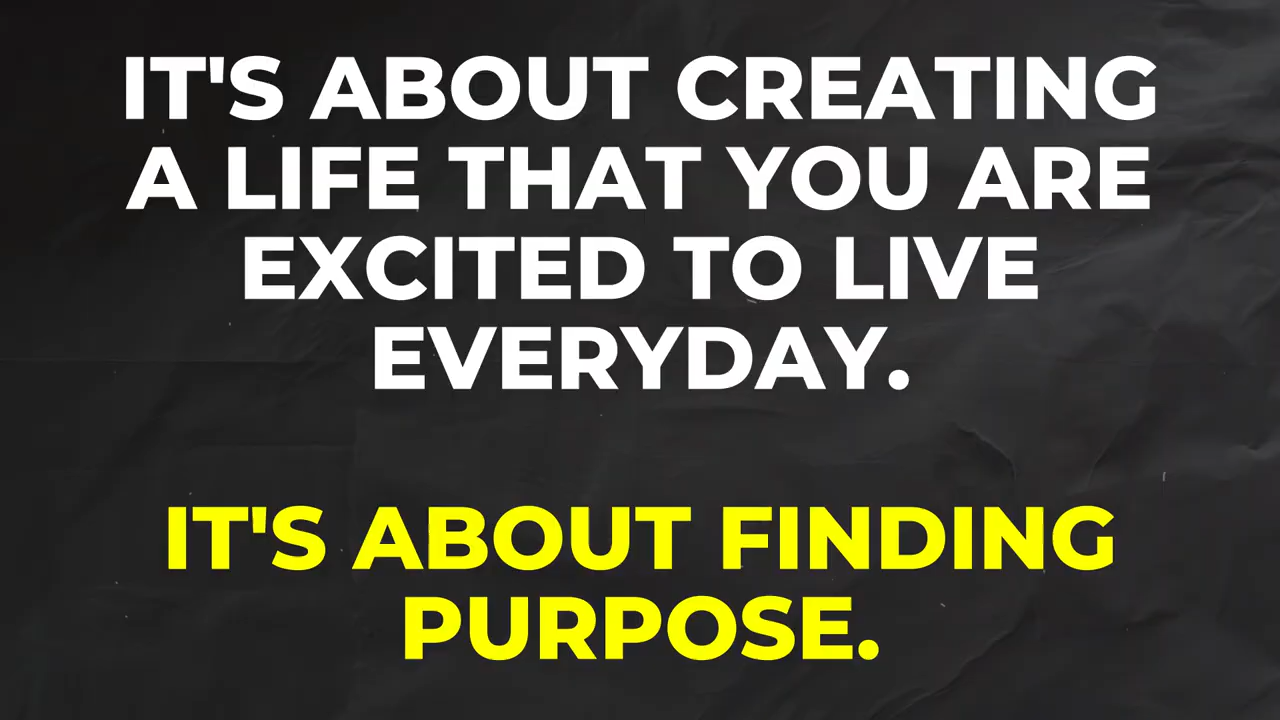 IT'S ABOUT CREATING
A LIFE THAT YOU ARE
EXCITED TO LIVE
EVERYDAY.
IT'S ABOUT FINDING
PURPOSE.